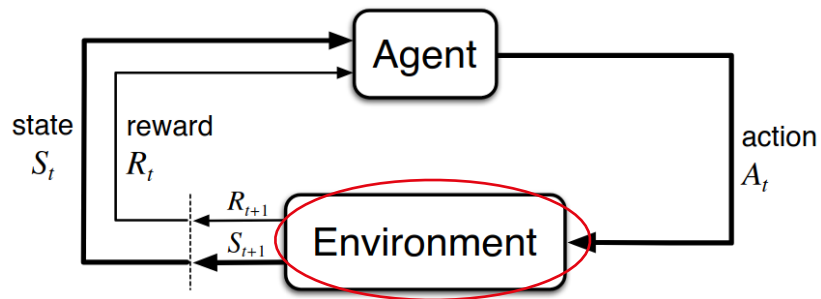 Agent
state
S_t
reward
R_t
action
A_t
R_{t+1}
S_{t+1}
Environment